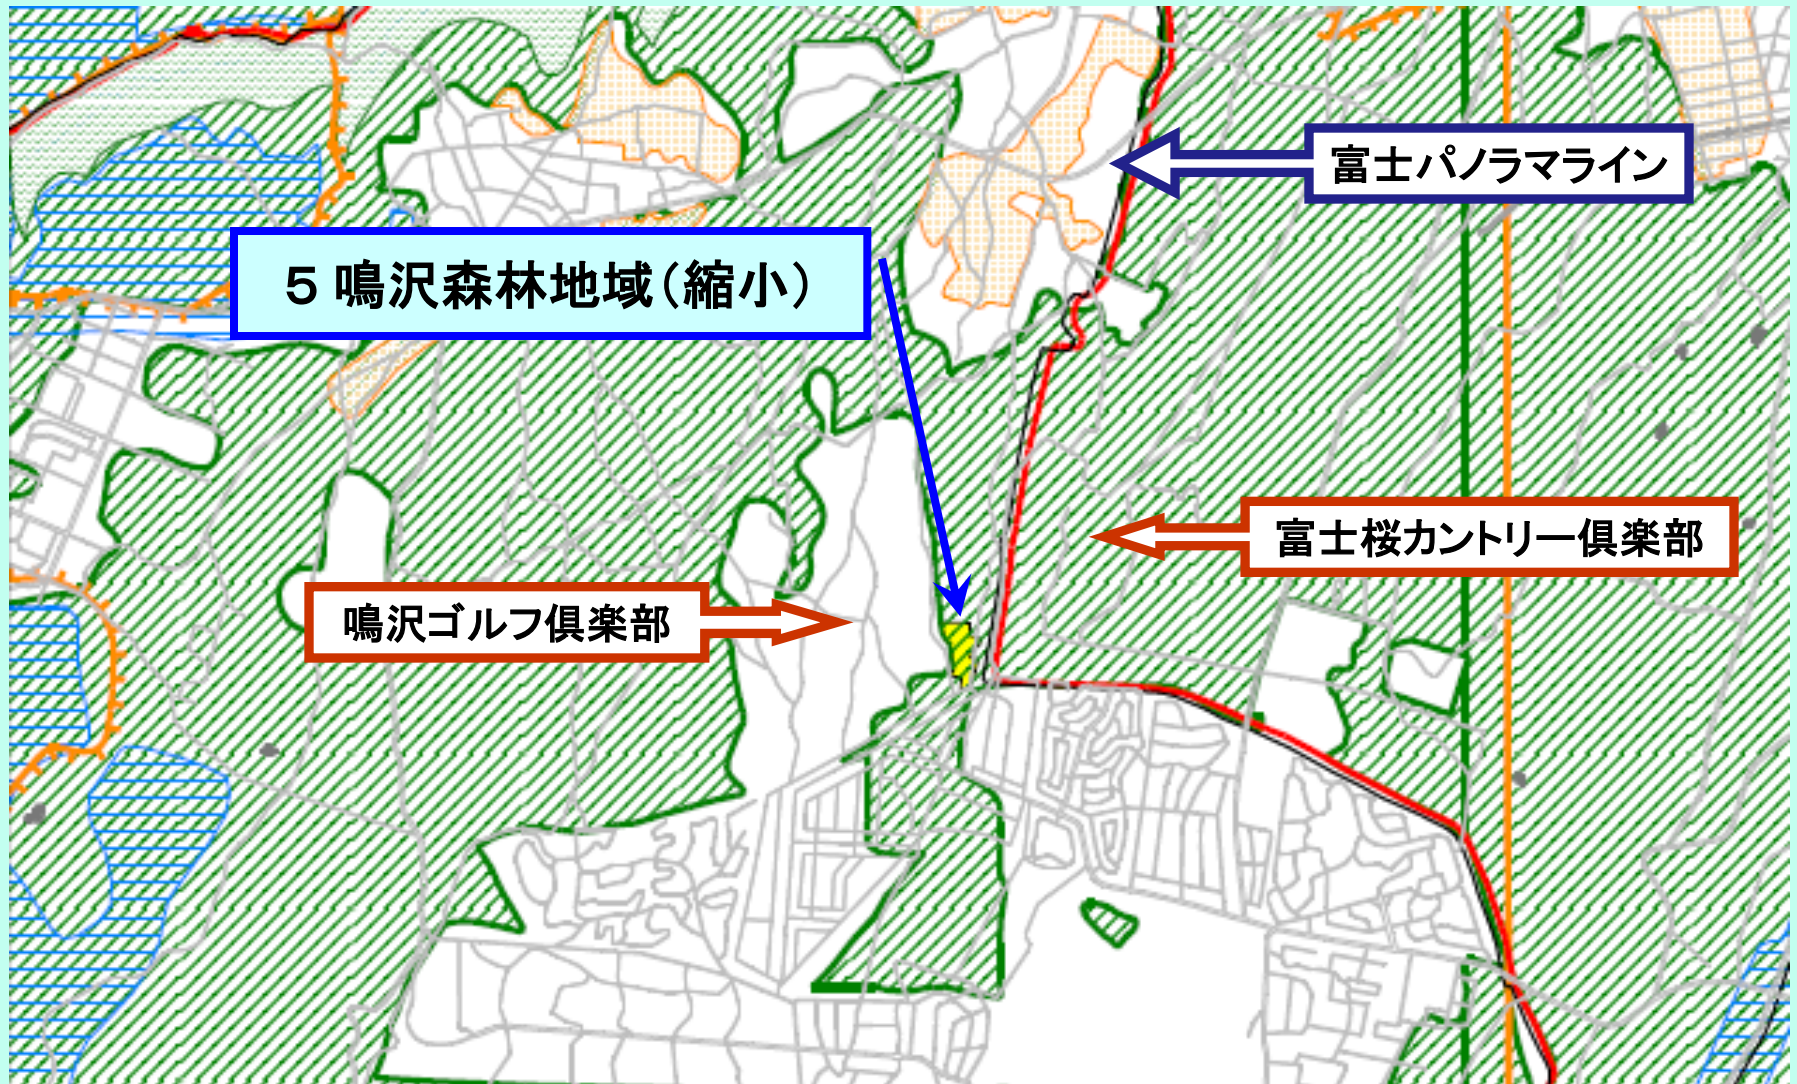 富士パノラマライン
5 鳴沢森林地域(縮小)
富士桜カントリー倶楽部
鳴沢ゴルフ倶楽部